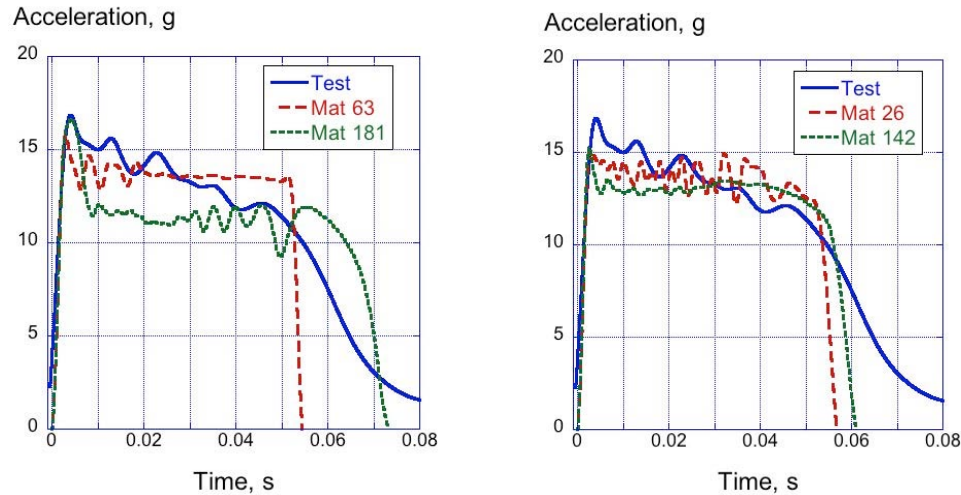 Acceleration, g
20
15
10
5
0
Test
Mat 63
Mat 181
0 0.02 0.04 0.06 0.08
Time, s
Acceleration, g
20
15
10
5
0
Test
Mat 26
Mat 142
0 0.02 0.04 0.06 0.08
Time, s